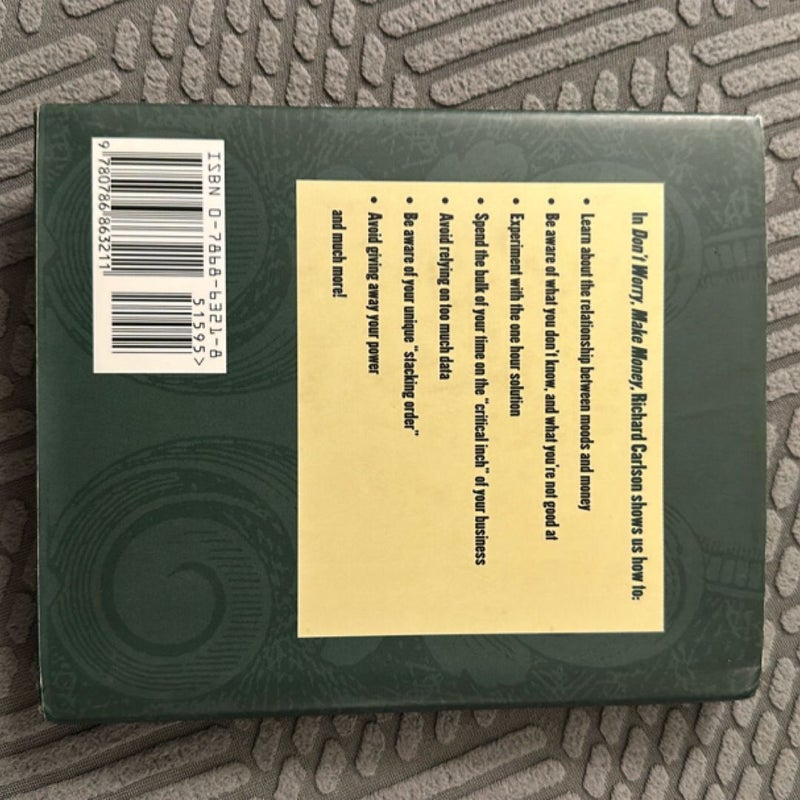 In Don't Worry, Make Money, Richard Carlson shows us how to:
• Learn about the relationship between moods and money
• Be aware of what you don't know, and what you're not good at
• Experiment with the one hour solution
• Spend the bulk of your time on the "critical inch" of your business
• Avoid relying on too much data
• Be aware of your unique "stacking order"
• Avoid giving away your power
and much more!
ISBN 0-7868-6321-8
51595>
9 780786 863211